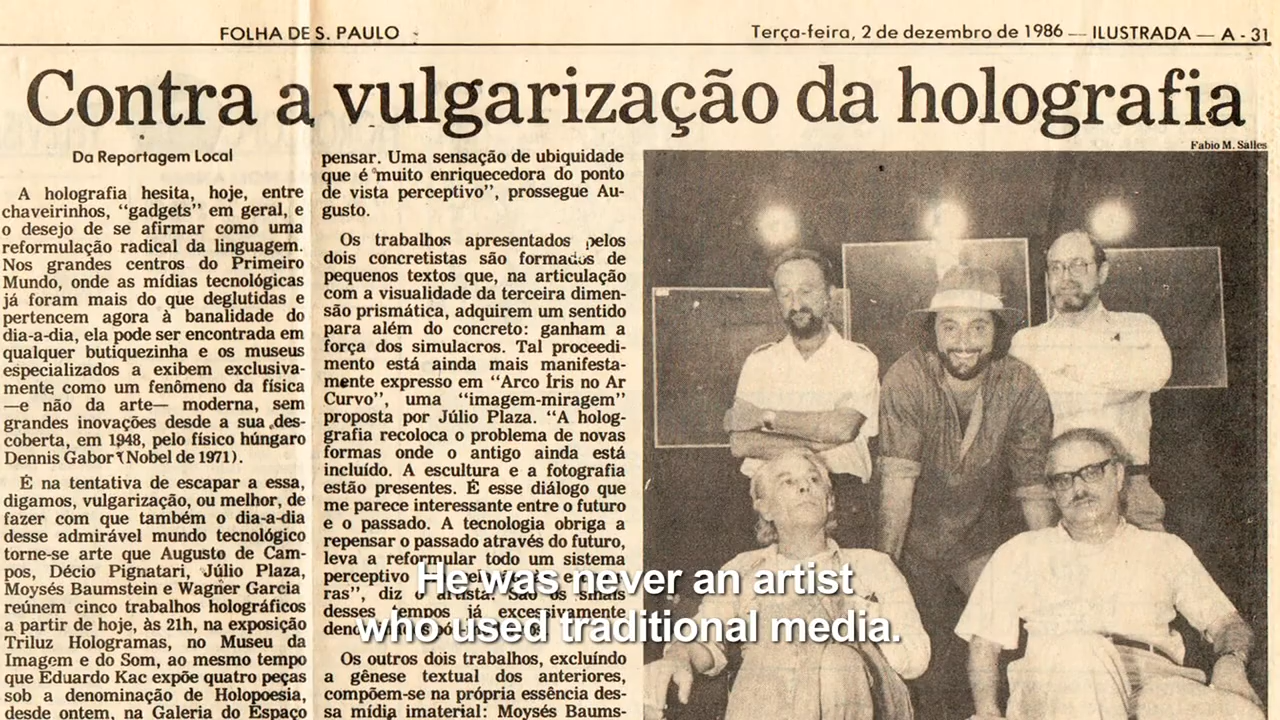 FOLHA DE S. PAULO
Terça-feira, 2 de dezembro de 1986 — ILUSTRADA — A - 31
Contra a vulgarização da holografia
Fabio M. Salles
Da Reportagem Local
A holografia hesita, hoje, entre
chaveirinhos, "gadgets" em geral, e
o desejo de se afirmar como uma
reformulação radical da linguagem.
Nos grandes centros do Primeiro
Mundo, onde as mídias tecnológicas
já foram mais do que deglutidas e
pertencem agora à banalidade do
dia-a-dia, ela pode ser encontrada em
qualquer butiquezinha e os museus
especializados a exibem exclusiva-
mente como um fenômeno da física
—e não da arte— moderna, sem
grandes inovações desde a sua des-
coberta, em 1948, pelo físico húngaro
Dennis Gabor (Nobel de 1971).
É na tentativa de escapar a essa,
digamos, vulgarização, ou melhor, de
fazer com que também o dia-a-dia
desse admirável mundo tecnológico
torne-se arte que Augusto de Cam-
pos, Décio Pignatari, Júlio Plaza,
Moysés Baumstein e Wagner Garcia
reúnem cinco trabalhos holográficos
a partir de hoje, às 21h, na exposição
Triluz Hologramas, no Museu da
Imagem e do Som, ao mesmo tempo
que Eduardo Kac expõe quatro peças
sob a denominação de Holopoesia,
desde ontem, na Galeria do Espaço
pensar. Uma sensação de ubiquidade
que é muito enriquecedora do ponto
de vista perceptivo", prossegue Au-
gusto.
Os trabalhos apresentados pelos
dois concretistas são formados de
pequenos textos que, na articulação
com a visualidade da terceira dimen-
são prismática, adquirem um sentido
para além do concreto: ganham a
força dos simulacros. Tal proceedi-
mento está ainda mais manifesta-
mente expresso em "Arco Íris no Ar
Curvo", uma "imagem-miragem"
proposta por Júlio Plaza. "A holog-
grafia recoloca o problema de novas
formas onde o antigo ainda está
incluído. A escultura e a fotografia
estão presentes. É esse diálogo que
me parece interessante entre o futuro
e o passado. A tecnologia obriga a
repensar o passado através do futuro,
leva a reformular todo um sistema
perceptivo
ras", diz o artista. São os sinais
desses tempos já excessivamente
Os outros dois trabalhos, excluíndo
a gênese textual dos anteriores,
compõem-se na própria essência des-
sa mídia imaterial: Moysés Baums-
He was never an artist
who used traditional media.